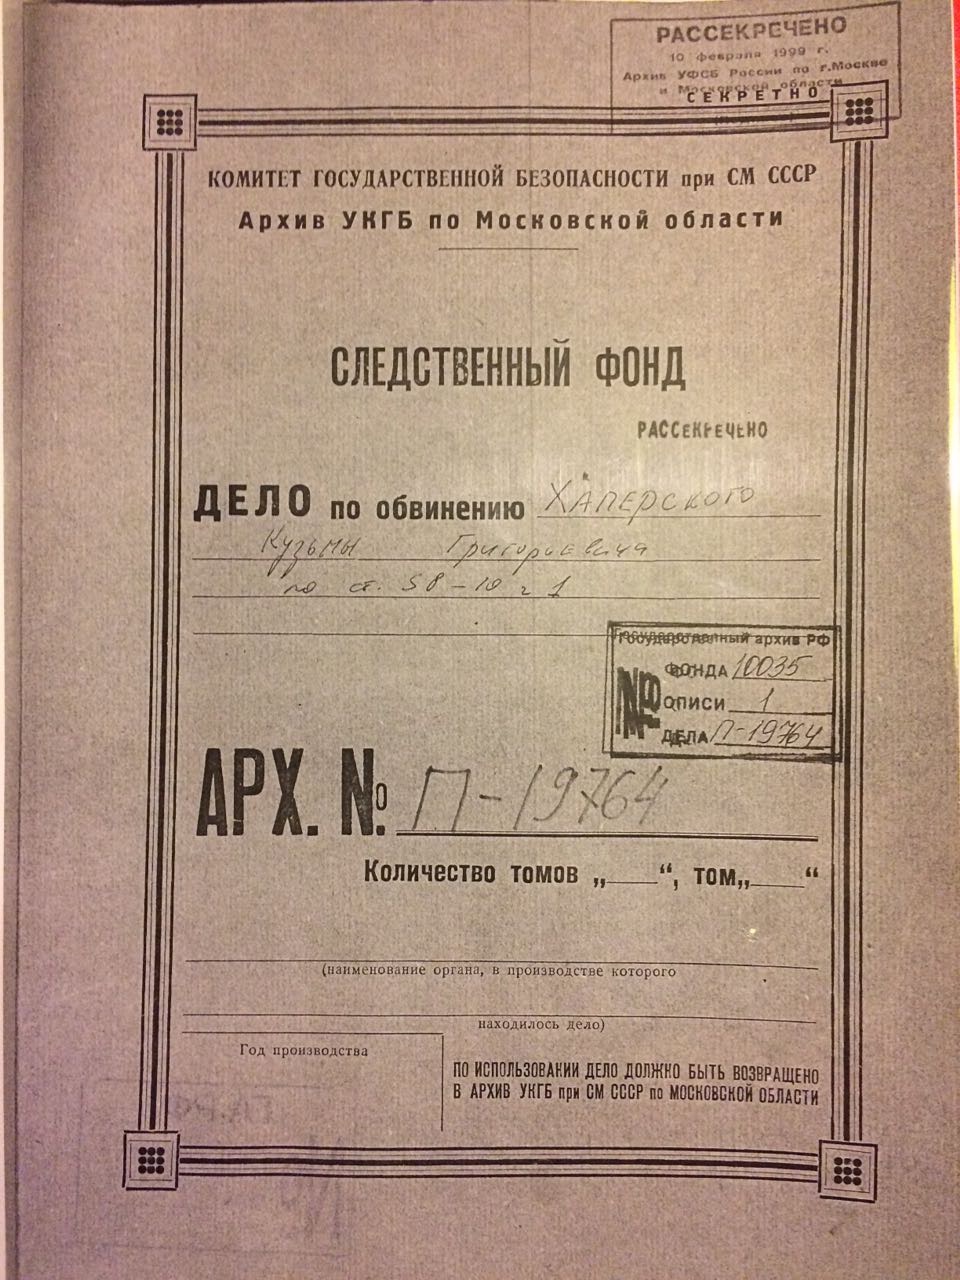 РАССЕКРЕЧЕНО
10 февраля 1999 г.
Архив УФСБ России по г.Москве
и Московской области
СЕКРЕТНО
КОМИТЕТ ГОСУДАРСТВЕННОЙ БЕЗОПАСНОСТИ при СМ СССР
Архив УКГБ по Московской области
СЛЕДСТВЕННЫЙ ФОНД
РАССЕКРЕЧЕНО
ДЕЛО по обвинению Хаперского
Кузьмы Григорьевича
по ст. 58-10 ч 1
Государственный архив РФ
№ ФОНДА 10035
№ ОПИСИ 1
№ ДЕЛА П-19764
АРХ. №. П-19764
Количество томов „ “, том„ “
(наименование органа, в производстве которого
находилось дело)
Год производства
ПО ИСПОЛЬЗОВАНИИ ДЕЛО ДОЛЖНО БЫТЬ ВОЗВРАЩЕНО
В АРХИВ УКГБ при СМ СССР по МОСКОВСКОЙ ОБЛАСТИ